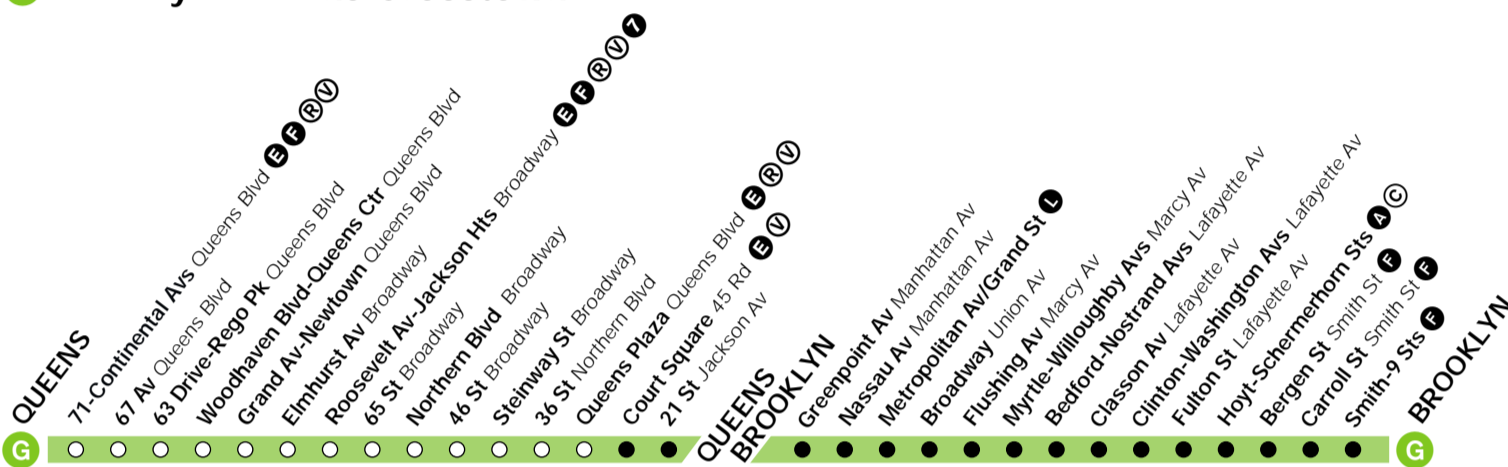 QUEENS
71-Continental Avs Queens Blvd E F R V
67 Av Queens Blvd
63 Drive-Rego Pk Queens Blvd
Woodhaven Blvd-Queens Ctr Queens Blvd
Grand Av-Newtown Queens Blvd
Elmhurst Av Broadway
Roosevelt Av-Jackson Hts Broadway E F R V 7
65 St Broadway
Northern Blvd Broadway
46 St Broadway
Steinway St Broadway
36 St Northern Blvd
Queens Plaza Queens Blvd E R V
Court Square 45 Rd E V
21 St Jackson Av
QUEENS
BROOKLYN
Greenpoint Av Manhattan Av
Nassau Av Manhattan Av
Metropolitan Av/Grand St L
Broadway Union Av
Flushing Av Marcy Av
Myrtle-Willoughby Avs Marcy Av
Bedford-Nostrand Avs Lafayette Av
Classon Av Lafayette Av
Clinton-Washington Avs Lafayette Av
Fulton St Lafayette Av
Hoyt-Schermerhorn Sts A C
Bergen St Smith St F
Carroll St Smith St F
Smith-9 Sts F
BROOKLYN
G
G